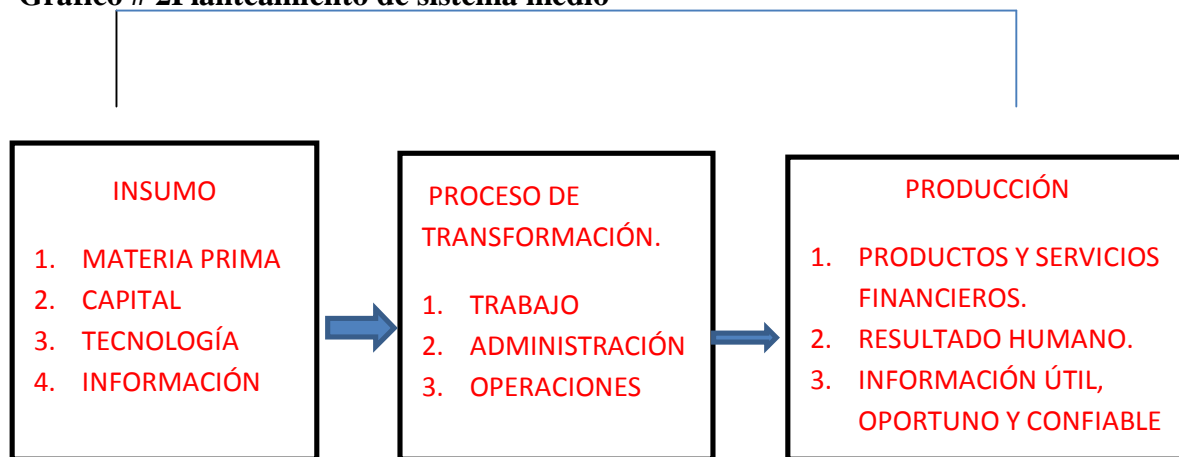 Gráfico # 2Planteamiento de sistema medio
INSUMO
1. MATERIA PRIMA
2. CAPITAL
3. TECNOLOGÍA
4. INFORMACIÓN
PROCESO DE
TRANSFORMACIÓN.
1. TRABAJO
2. ADMINISTRACIÓN
3. OPERACIONES
PRODUCCIÓN
1. PRODUCTOS Y SERVICIOS
FINANCIEROS.
2. RESULTADO HUMANO.
3. INFORMACIÓN ÚTIL,
OPORTUNO Y CONFIABLE